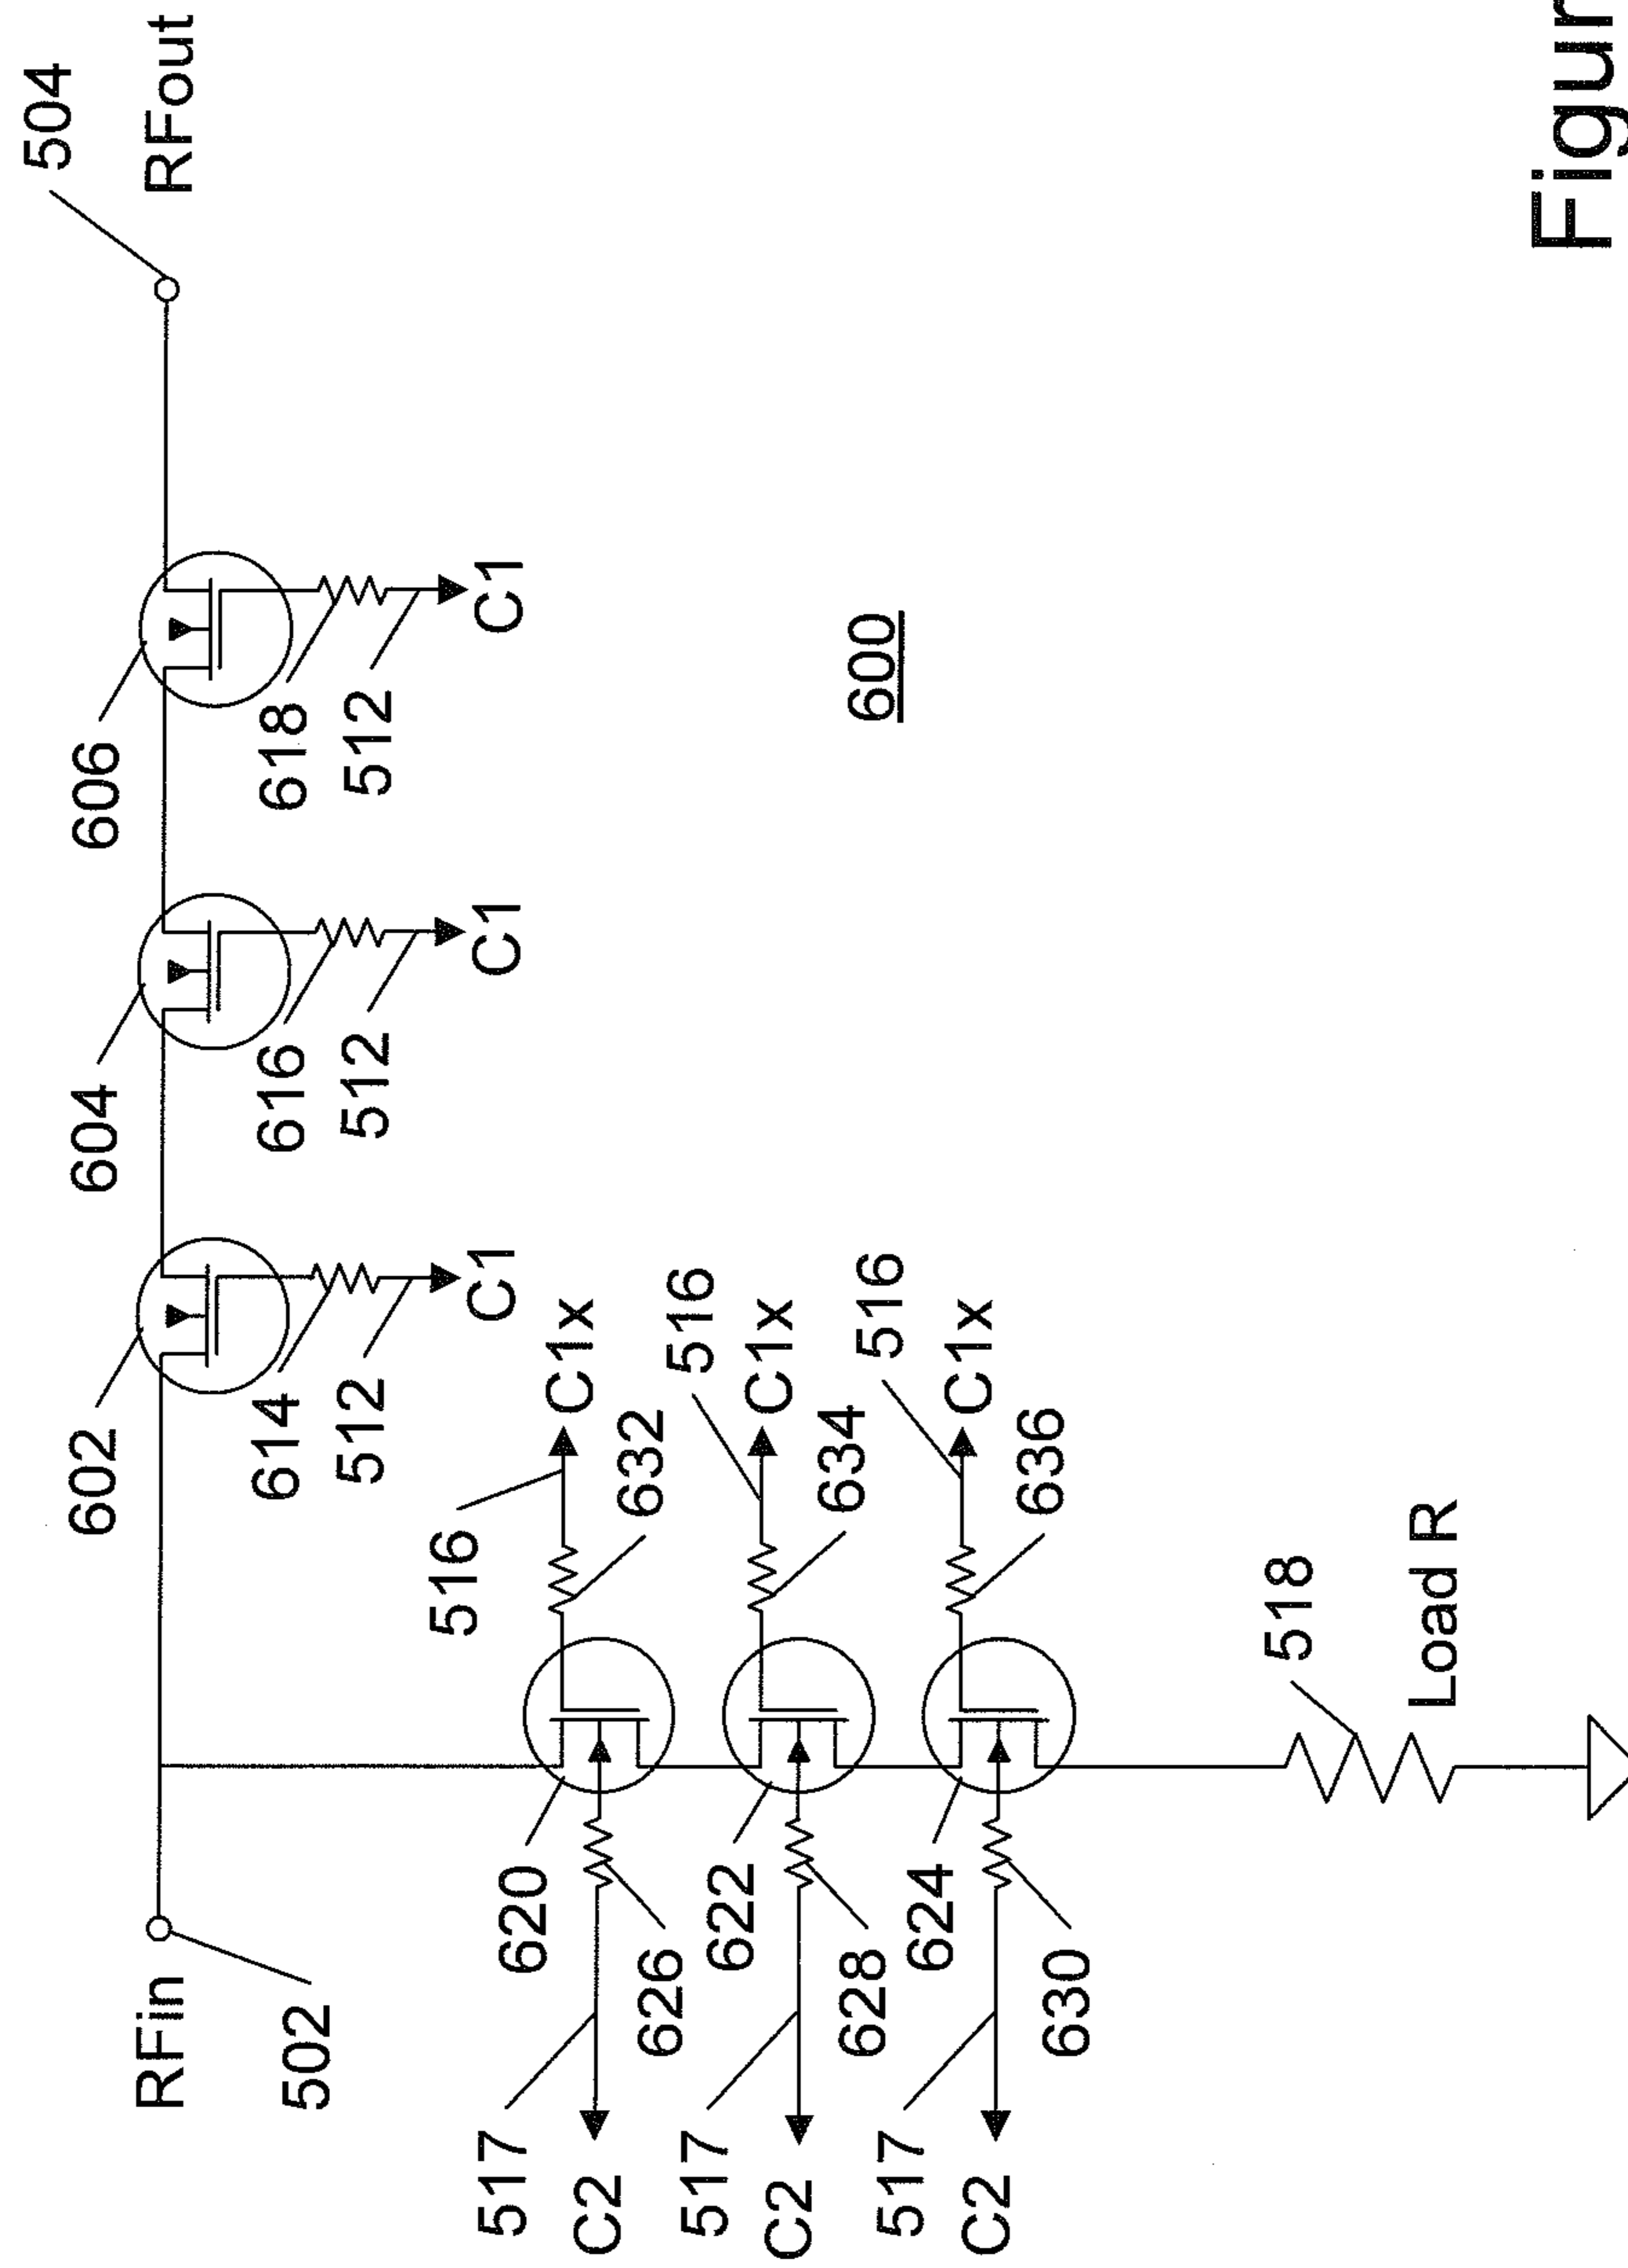 504
602 604 606
RFin RFout
614 616 618
502
512 512 512
516
C1 C1 C1
517 620
C1x
C2
632
626
516
517 622
C1x
C2
634
628
600
516
517 624
C1x
C2
636
630
518
Load R
Figur